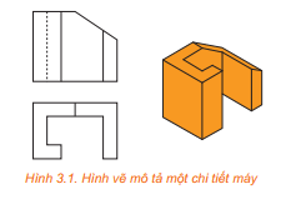 Hình 3.1. Hình vẽ mô tả một chi tiết máy